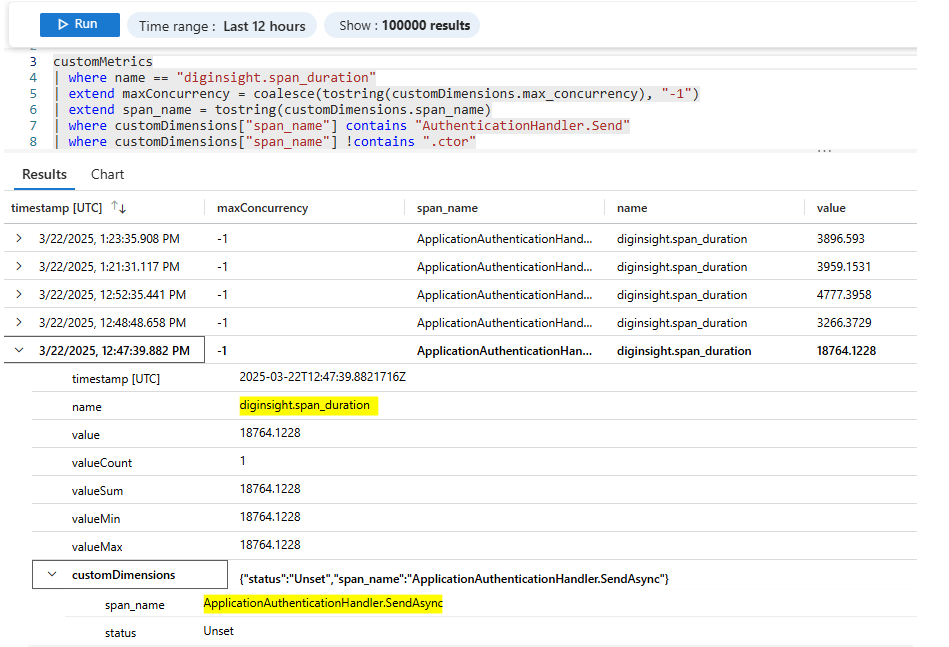 Run Time range : Last 12 hours Show : 100000 results
3 customMetrics
4 | where name == "diginsight.span_duration"
5 | extend maxConcurrency = coalesce(tostring(customDimensions.max_concurrency), "-1")
6 | extend span_name = tostring(customDimensions.span_name)
7 | where customDimensions["span_name"] contains "AuthenticationHandler.Send"
8 | where customDimensions["span_name"] !contains ".ctor"
...
Results Chart
timestamp [UTC] ↑↓ maxConcurrency span_name name value
3/22/2025, 1:23:35.908 PM -1 ApplicationAuthenticationHand... diginsight.span_duration 3896.593
3/22/2025, 1:21:31.117 PM -1 ApplicationAuthenticationHand... diginsight.span_duration 3959.1531
3/22/2025, 12:52:35.441 PM -1 ApplicationAuthenticationHand... diginsight.span_duration 4777.3958
3/22/2025, 12:48:48.658 PM -1 ApplicationAuthenticationHand... diginsight.span_duration 3266.3729
3/22/2025, 12:47:39.882 PM -1 ApplicationAuthenticationHan... diginsight.span_duration 18764.1228
timestamp [UTC] 2025-03-22T12:47:39.8821716Z
name diginsight.span_duration
value 18764.1228
valueCount 1
valueSum 18764.1228
valueMin 18764.1228
valueMax 18764.1228
customDimensions {"status":"Unset","span_name":"ApplicationAuthenticationHandler.SendAsync"}
span_name ApplicationAuthenticationHandler.SendAsync
status Unset